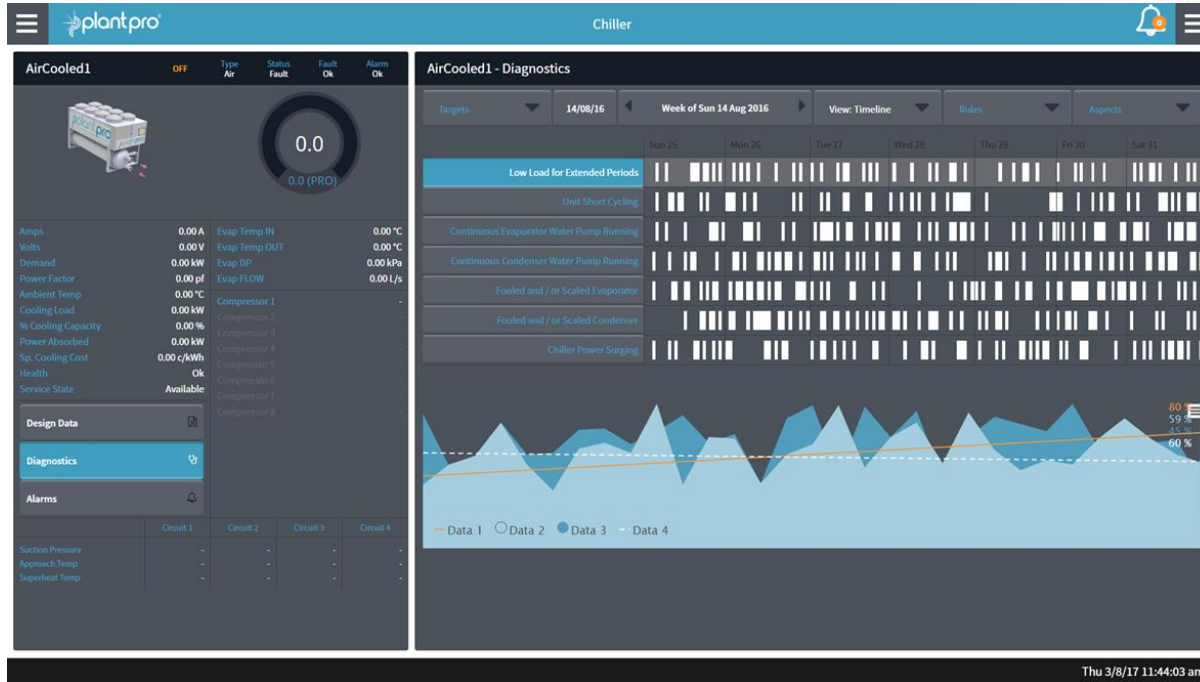 plantpro
Chiller
0
AirCooled1
OFF
Type
Air
Status
Fault
Fault
Ok
Alarm
Ok
plantpro
0.0
0.0 (PRO)
Amps 0.00 A
Volts 0.00 V
Demand 0.00 kW
Power Factor 0.00 pf
Ambient Temp 0.00 °C
Cooling Load 0.00 kW
% Cooling Capacity 0.00 %
Power Absorbed 0.00 kW
Sp. Cooling Cost 0.00 c/kWh
Health Ok
Service State Available
Evap Temp IN 0.00 °C
Evap Temp OUT 0.00 °C
Evap DP 0.00 kPa
Evap FLOW 0.00 L/s
Compressor 1 -
Compressor 2 -
Compressor 3 -
Compressor 4 -
Compressor 5 -
Compressor 6 -
Compressor 7 -
Compressor 8 -
Design Data
Diagnostics
Alarms
Circuit 1 Circuit 2 Circuit 3 Circuit 4
Suction Pressure - - - -
Approach Temp - - - -
Superheat Temp - - - -
AirCooled1 - Diagnostics
Targets
14/08/16
Week of Sun 14 Aug 2016
View: Timeline
Rules
Aspects
Sun 25 Mon 26 Tue 27 Wed 28 Thu 29 Fri 30 Sat 31
Low Load for Extended Periods
Unit Short Cycling
Continuous Evaporator Water Pump Running
Continuous Condenser Water Pump Running
Fouled and / or Scaled Evaporator
Fouled and / or Scaled Condenser
Chiller Power Surging
80
59 %
45 %
60 %
Data 1 Data 2 Data 3 Data 4
Thu 3/8/17 11:44:03 am